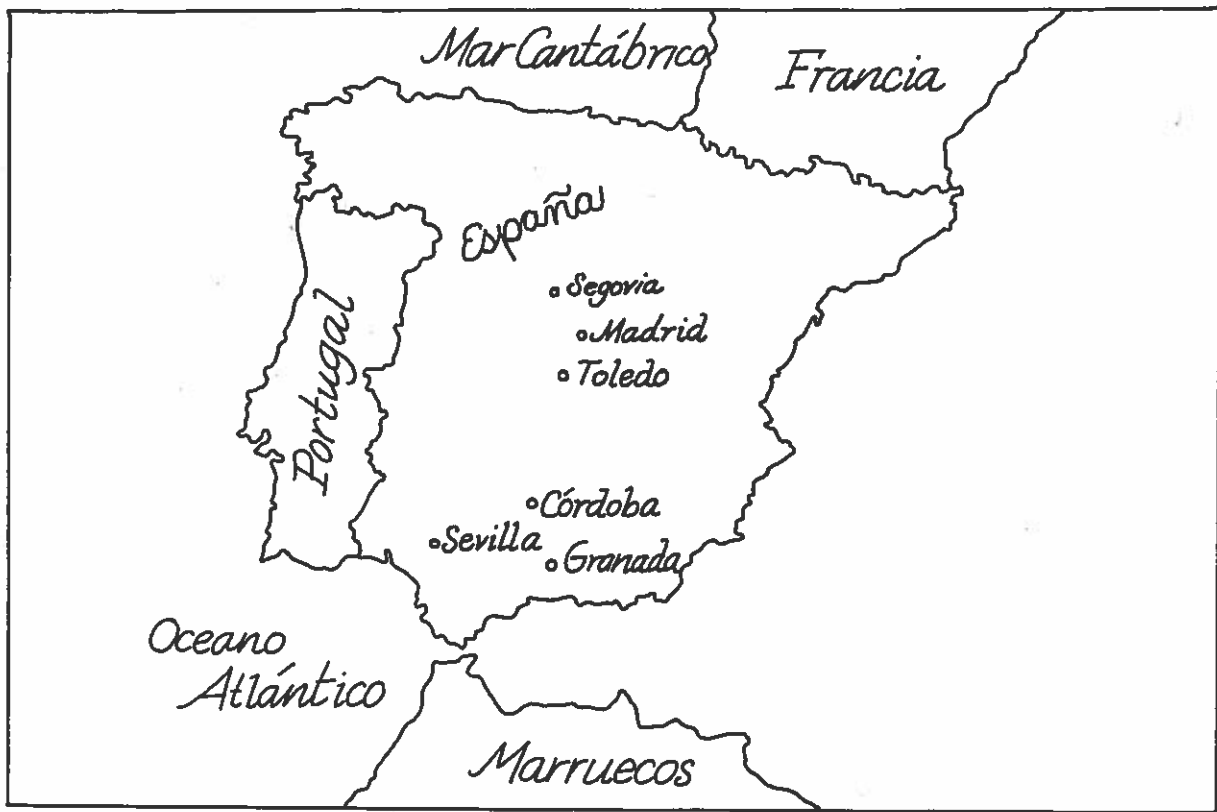 Mar Cantábrico
Francia
España
Segovia
Madrid
Toledo
Portugal
Córdoba
Sevilla
Granada
Oceano
Atlántico
Marruecos